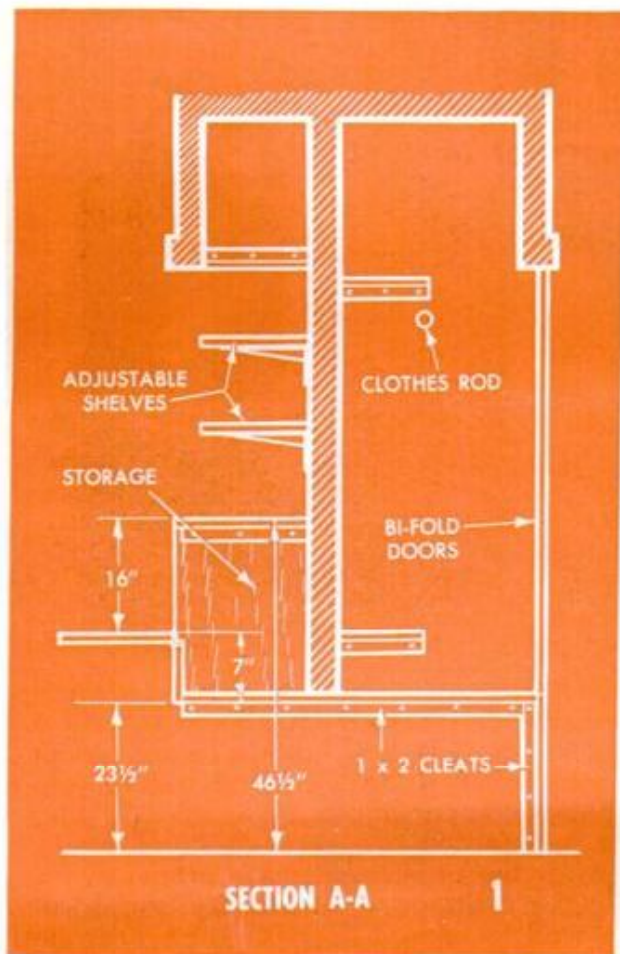 ADJUSTABLE
SHELVES
CLOTHES ROD
STORAGE
BI-FOLD
DOORS
16"
7"
23½"
46½"
1 x 2 CLEATS
SECTION A-A 1